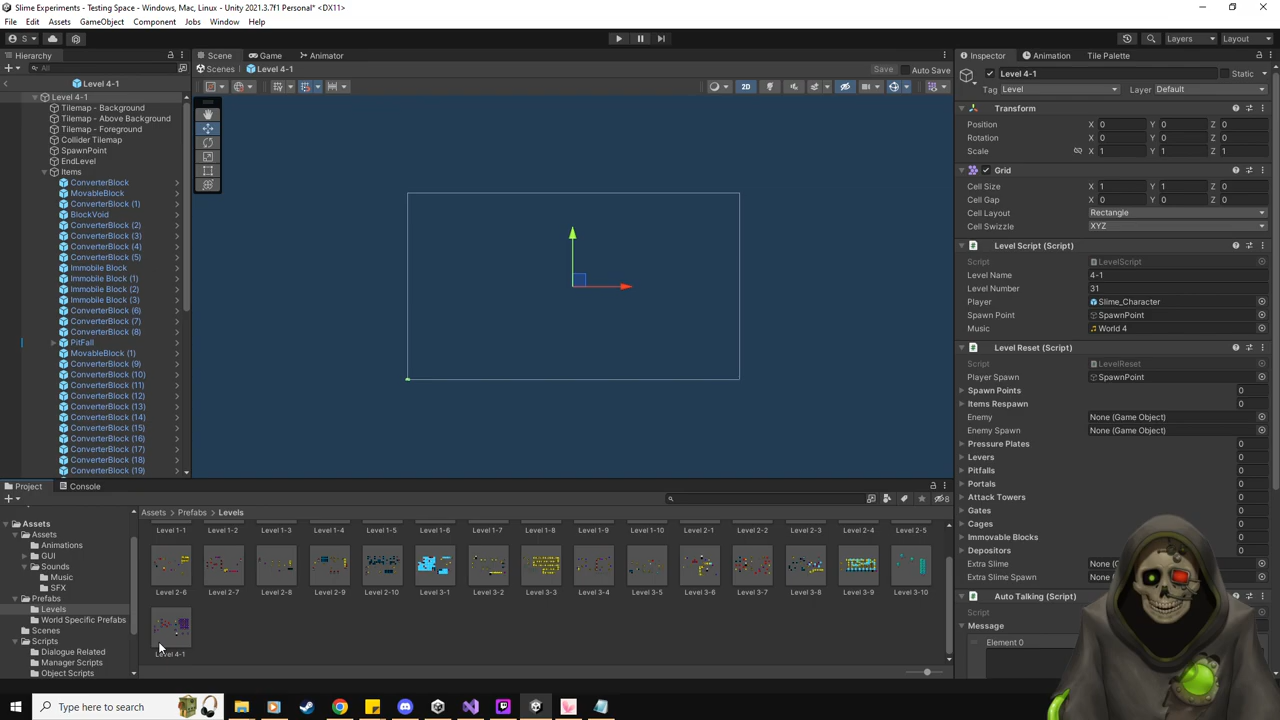 Slime Experiments - Testing Space - Windows, Mac, Linux - Unity 2021.3.7f1 Personal* <DX11>
File Edit Assets GameObject Component Jobs Window Help
S Layers Layout
Hierarchy Scene Game Animator Inspector Animation Tile Palette
All Scenes Level 4-1 Save Auto Save
Level 4-1 Level 4-1 Static
2D Tag Level Layer Default
Level 4-1
Tilemap - Background
Tilemap - Above Background
Tilemap - Foreground
Collider Tilemap
SpawnPoint
EndLevel
Items
ConverterBlock
MovableBlock
ConverterBlock (1)
BlockVoid
ConverterBlock (2)
ConverterBlock (3)
ConverterBlock (4)
ConverterBlock (5)
Immobile Block
Immobile Block (1)
Immobile Block (2)
Immobile Block (3)
ConverterBlock (6)
ConverterBlock (7)
ConverterBlock (8)
PitFall
MovableBlock (1)
ConverterBlock (9)
ConverterBlock (10)
ConverterBlock (11)
ConverterBlock (12)
ConverterBlock (13)
ConverterBlock (14)
ConverterBlock (15)
ConverterBlock (16)
ConverterBlock (17)
ConverterBlock (18)
ConverterBlock (19)
Transform
Position X 0 Y 0 Z 0
Rotation X 0 Y 0 Z 0
Scale X 1 Y 1 Z 1
Grid
Cell Size X 1 Y 1 Z 0
Cell Gap X 0 Y 0 Z 0
Cell Layout Rectangle
Cell Swizzle XYZ
Level Script (Script)
Script LevelScript
Level Name 4-1
Level Number 31
Player Slime_Character
Spawn Point SpawnPoint
Music World 4
Level Reset (Script)
Script LevelReset
Player Spawn SpawnPoint
Spawn Points 0
Items Respawn 0
Enemy None (Game Object)
Enemy Spawn None (Game Object)
Pressure Plates 0
Levers 0
Pitfalls 0
Portals 0
Attack Towers 0
Gates 0
Cages 0
Immovable Blocks 0
Depositors 0
Extra Slime None (Game
Extra Slime Spawn None (Game
Auto Talking (Script)
Script
Message
Element 0
Project Console
8
Assets > Prefabs > Levels
Assets
Assets
Animations
GUI
Sounds
Music
SFX
Prefabs
Levels
World Specific Prefabs
Scenes
Scripts
Dialogue Related
Manager Scripts
Object Scripts
Level 1-1 Level 1-2 Level 1-3 Level 1-4 Level 1-5 Level 1-6 Level 1-7 Level 1-8 Level 1-9 Level 1-10 Level 2-1 Level 2-2 Level 2-3 Level 2-4 Level 2-5
Level 2-6 Level 2-7 Level 2-8 Level 2-9 Level 2-10 Level 3-1 Level 3-2 Level 3-3 Level 3-4 Level 3-5 Level 3-6 Level 3-7 Level 3-8 Level 3-9 Level 3-10
Level 4-1
Type here to search